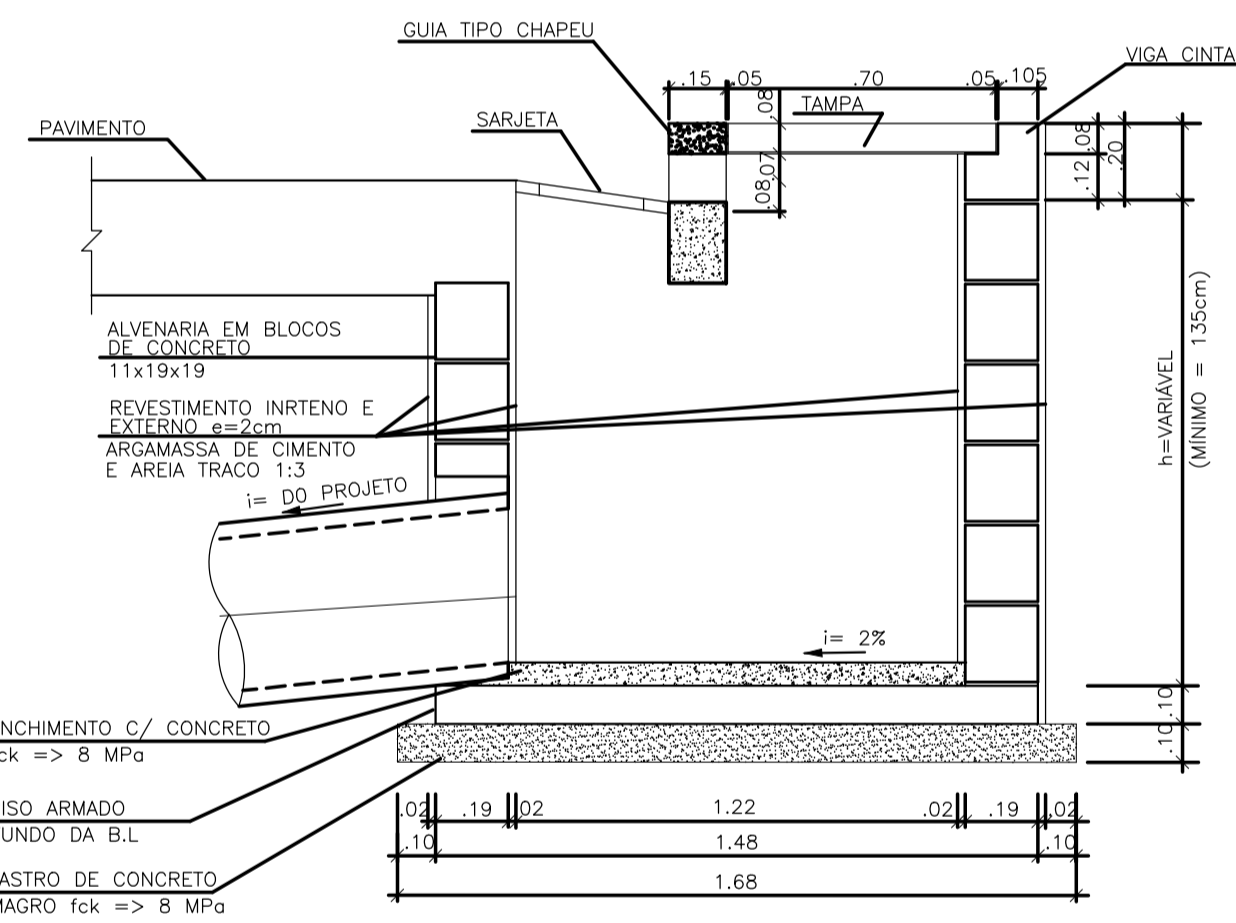 GUIA TIPO CHAPEU
VIGA CINTA
.15
.05
.70
.05
.105
.08
TAMPA
SARJETA
PAVIMENTO
.07
.08
.08
.12
.20
ALVENARIA EM BLOCOS
DE CONCRETO
11x19x19
REVESTIMENTO INRTENO E
EXTERNO e=2cm
ARGAMASSA DE CIMENTO
E AREIA TRACO 1:3
h=VARIÁVEL
(MÍNIMO = 135cm)
i= DO PROJETO
i= 2%
NCHIMENTO C/ CONCRETO
ck => 8 MPa
.10
.10
ISO ARMADO
UNDO DA B.L
.02
.19
.02
1.22
.02
.19
.02
.10
1.48
.10
ASTRO DE CONCRETO
MAGRO fck => 8 MPa
1.68